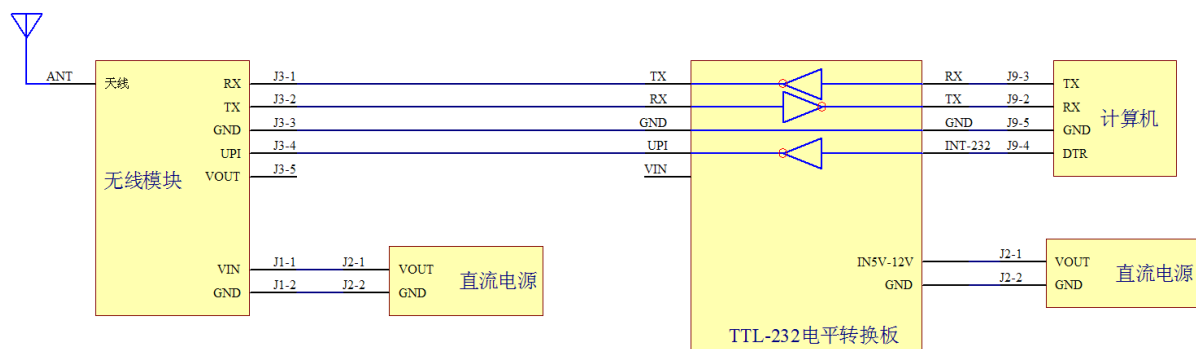 ANT 天线 RX J3-1 TX RX J9-3 TX
TX J3-2 RX TX J9-2 RX
GND J3-3 GND GND J9-5 GND 计算机
UPI J3-4 UPI INT-232 J9-4 DTR
无线模块 VOUT J3-5 VIN
VIN J1-1 J2-1 VOUT 直流电源 IN5V-12V J2-1 VOUT 直流电源
GND J1-2 J2-2 GND GND J2-2 GND
TTL-232电平转换板